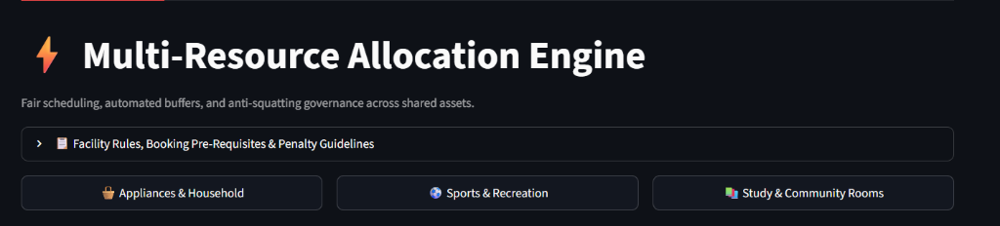 Multi-Resource Allocation Engine
Fair scheduling, automated buffers, and anti-squatting governance across shared assets.
Facility Rules, Booking Pre-Requisites & Penalty Guidelines
Appliances & Household
Sports & Recreation
Study & Community Rooms